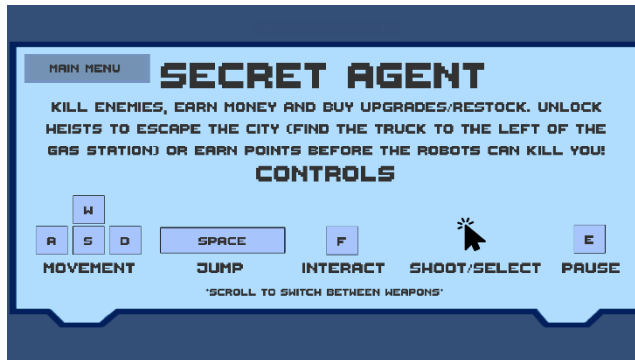 MAIN MENU
SECRET AGENT
KILL ENEMIES, EARN MONEY AND BUY UPGRADES/RESTOCK. UNLOCK
HEISTS TO ESCAPE THE CITY (FIND THE TRUCK TO THE LEFT OF THE
GAS STATION) OR EARN POINTS BEFORE THE ROBOTS CAN KILL YOU!
CONTROLS
W
A S D SPACE F E
MOVEMENT JUMP INTERACT SHOOT/SELECT PAUSE
*SCROLL TO SWITCH BETWEEN WEAPONS*